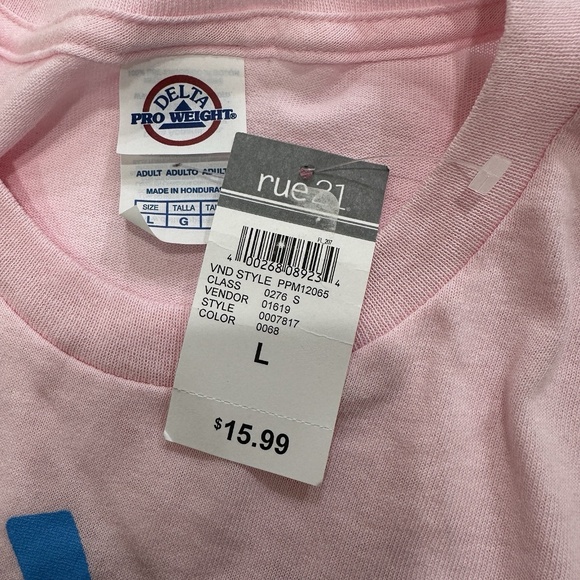 DELTA
PRO WEIGHT®
ADULT ADULTO
MADE IN HONDURAS
SIZE TALLA
L G
rue21
FL_207
4 00268 08923 4
VND STYLE PPM12065
CLASS 0276 S
VENDOR 01619
STYLE 0007817
COLOR 0068
L
$15.99